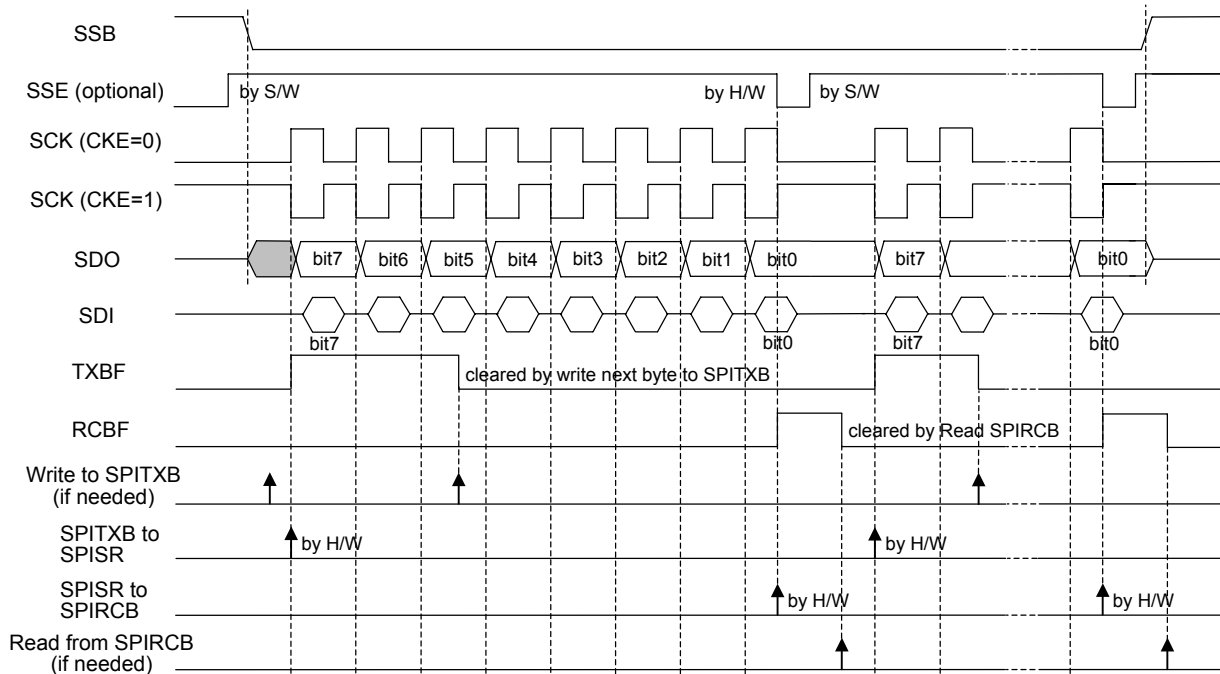 SSB
SSE (optional)
by S/W
by H/W
by S/W
SCK (CKE=0)
SCK (CKE=1)
SDO
bit7 bit6 bit5 bit4 bit3 bit2 bit1 bit0 bit7 bit0
SDI
bit7 bit0 bit7 bit0
TXBF
cleared by write next byte to SPITXB
RCBF
cleared by Read SPIRCB
Write to SPITXB
(if needed)
SPITXB to
SPISR
by H/W
by H/W
SPISR to
SPIRCB
by H/W
by H/W
Read from SPIRCB
(if needed)